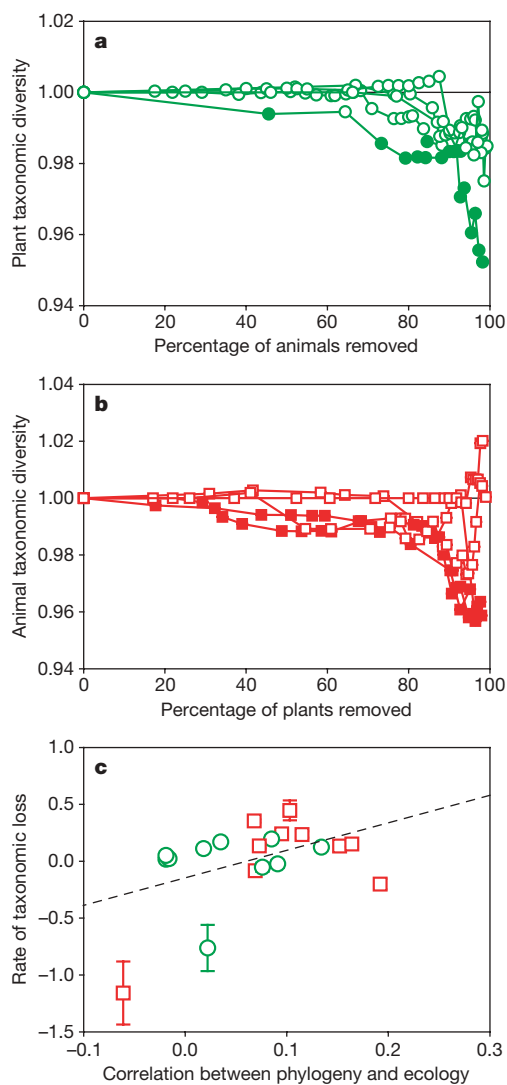 a
1.02
1.00
0.98
0.96
0.94
Plant taxonomic diversity
0 20 40 60 80 100
Percentage of animals removed
b
1.04
1.02
1.00
0.98
0.96
0.94
Animal taxonomic diversity
0 20 40 60 80 100
Percentage of plants removed
c
1.0
0.5
0.0
−0.5
−1.0
−1.5
Rate of taxonomic loss
−0.1 0.0 0.1 0.2 0.3
Correlation between phylogeny and ecology